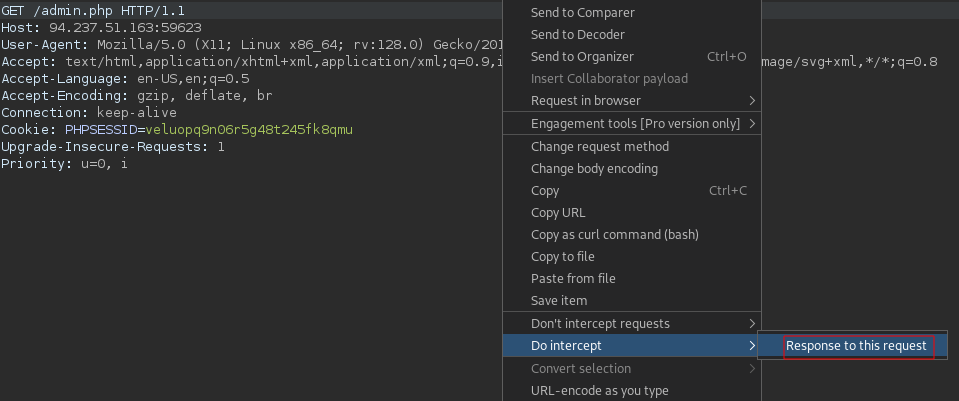 GET /admin.php HTTP/1.1
Host: 94.237.51.163:59623
User-Agent: Mozilla/5.0 (X11; Linux x86_64; rv:128.0) Gecko/201
Accept: text/html,application/xhtml+xml,application/xml;q=0.9,i
mage/svg+xml,*/*;q=0.8
Accept-Language: en-US,en;q=0.5
Accept-Encoding: gzip, deflate, br
Connection: keep-alive
Cookie: PHPSESSID=veluopq9n06r5g48t245fk8qmu
Upgrade-Insecure-Requests: 1
Priority: u=0, i
Send to Comparer
Send to Decoder
Send to Organizer Ctrl+O
Insert Collaborator payload
Request in browser
Engagement tools [Pro version only]
Change request method
Change body encoding
Copy Ctrl+C
Copy URL
Copy as curl command (bash)
Copy to file
Paste from file
Save item
Don't intercept requests
Do intercept
Response to this request
Convert selection
URL-encode as you type